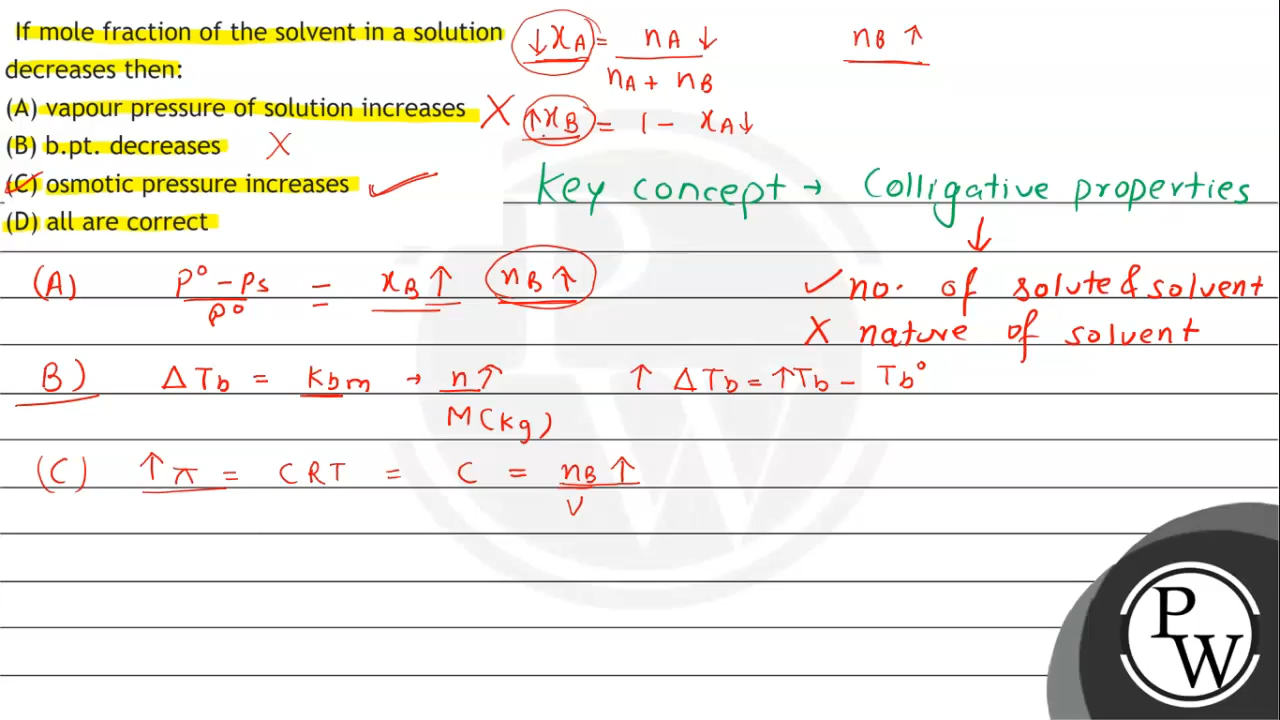 If mole fraction of the solvent in a solution
decreases then:
(A) vapour pressure of solution increases X
(B) b.pt. decreases X
(C) osmotic pressure increases ✓
(D) all are correct
↓xA = nA ↓ / nA + nB
nB ↑
↑xB = 1 - xA↓
Key concept → Colligative properties
↓
✓ no. of solute & solvent
X nature of solvent
(A) P° - Ps / P° = xB ↑ nB ↑
B) ΔTb = Kbm → n↑ / M(kg) ↑ ΔTb = ↑Tb - Tb°
(C) ↑ π = CRT = C = nB ↑ / V
P
W